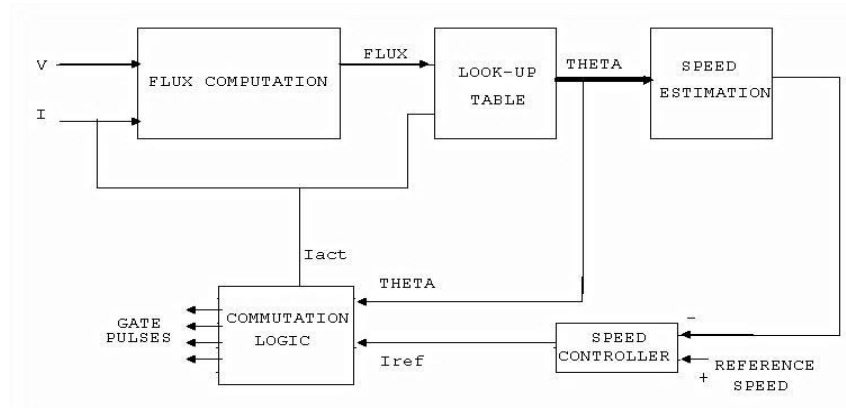 V
I
FLUX COMPUTATION
FLUX
LOOK-UP
TABLE
THETA
SPEED
ESTIMATION
Iact
THETA
GATE
PULSES
COMMUTATION
LOGIC
Iref
SPEED
CONTROLLER
-
+
REFERENCE
SPEED